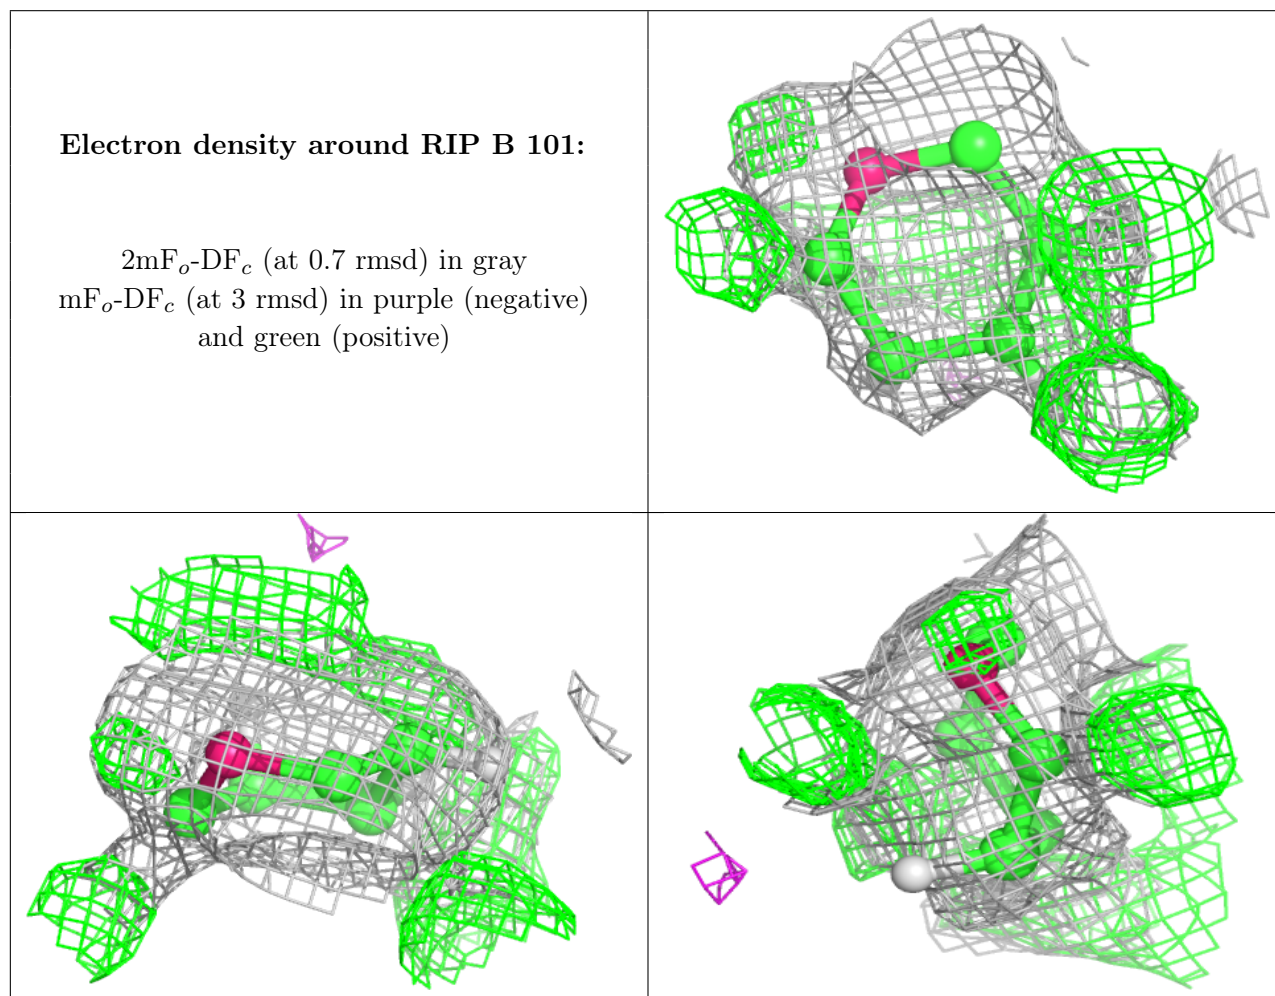 Electron density around RIP B 101:
2mFₒ-DF𝒸 (at 0.7 rmsd) in gray
mFₒ-DF𝒸 (at 3 rmsd) in purple (negative)
and green (positive)